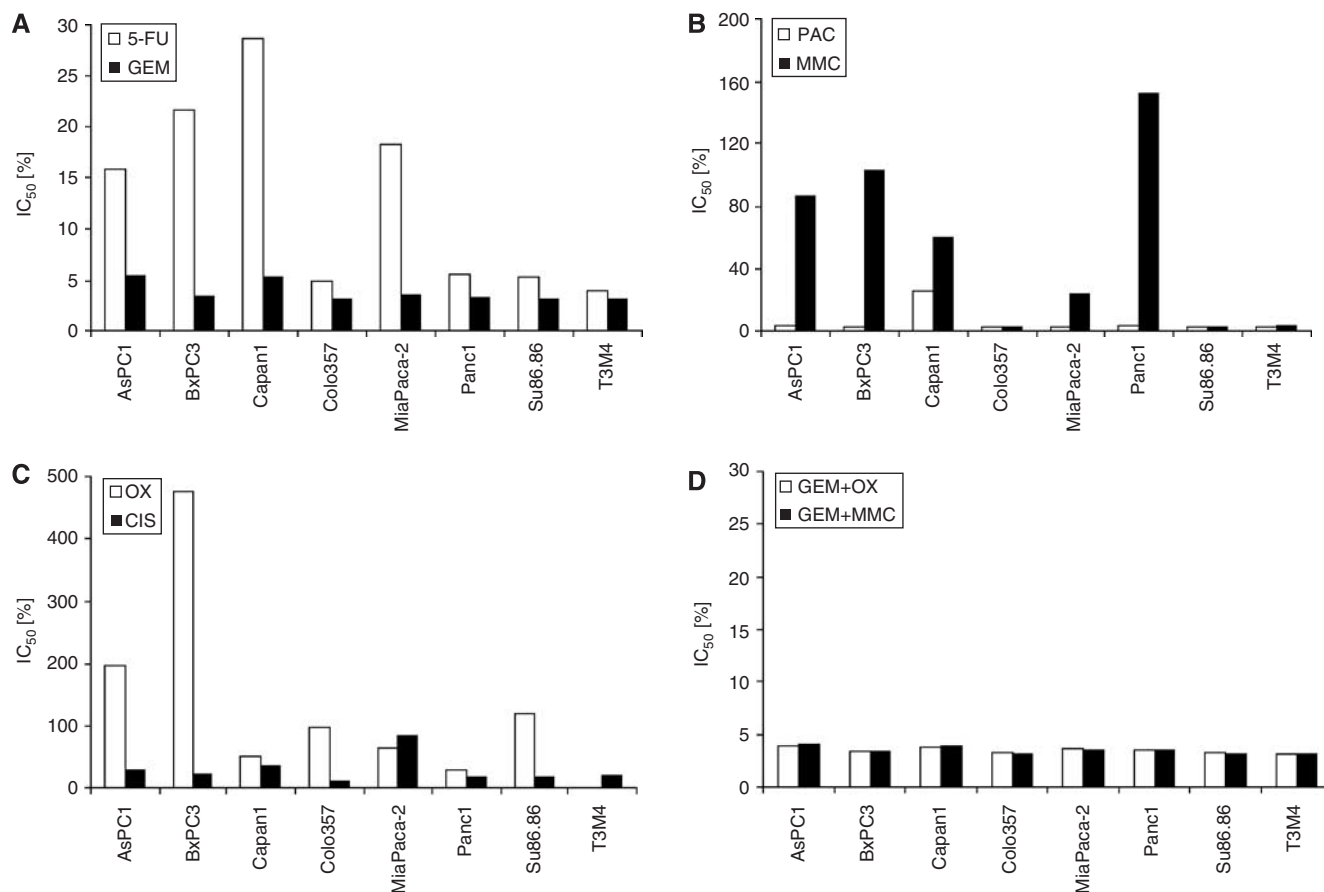 A
5-FU
GEM
IC50 [%]
30
25
20
15
10
5
0
AsPC1
BxPC3
Capan1
Colo357
MiaPaca-2
Panc1
Su86.86
T3M4
B
PAC
MMC
IC50 [%]
200
160
120
80
40
0
AsPC1
BxPC3
Capan1
Colo357
MiaPaca-2
Panc1
Su86.86
T3M4
C
OX
CIS
IC50 [%]
500
400
300
200
100
0
AsPC1
BxPC3
Capan1
Colo357
MiaPaca-2
Panc1
Su86.86
T3M4
D
GEM+OX
GEM+MMC
IC50 [%]
30
25
20
15
10
5
0
AsPC1
BxPC3
Capan1
Colo357
MiaPaca-2
Panc1
Su86.86
T3M4